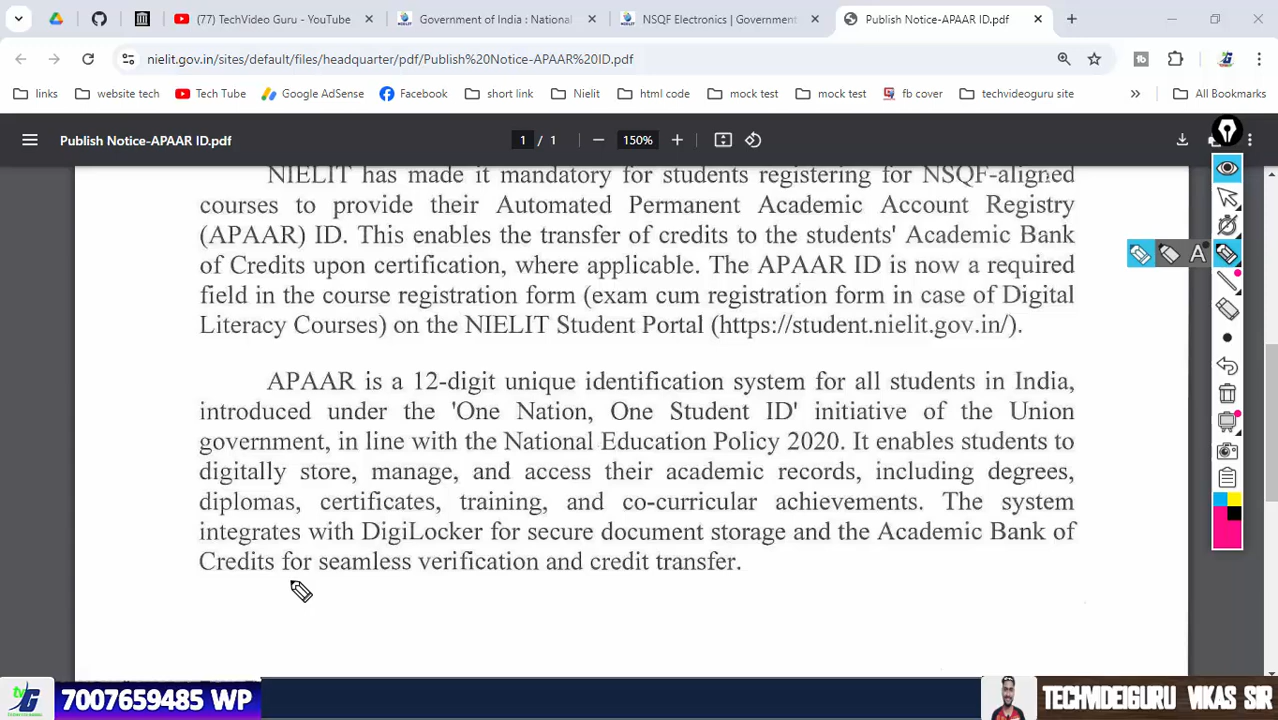 (77) TechVideo Guru - YouTube
Government of India : National
NSQF Electronics | Government
Publish Notice-APAAR ID.pdf
nielit.gov.in/sites/default/files/headquarter/pdf/Publish%20Notice-APAAR%20ID.pdf
links
website tech
Tech Tube
Google AdSense
Facebook
short link
Nielit
html code
mock test
mock test
fb cover
techvideoguru site
All Bookmarks
Publish Notice-APAAR ID.pdf
1 / 1
150%
NIELIT has made it mandatory for students registering for NSQF-aligned
courses to provide their Automated Permanent Academic Account Registry
(APAAR) ID. This enables the transfer of credits to the students' Academic Bank
of Credits upon certification, where applicable. The APAAR ID is now a required
field in the course registration form (exam cum registration form in case of Digital
Literacy Courses) on the NIELIT Student Portal (https://student.nielit.gov.in/).
APAAR is a 12-digit unique identification system for all students in India,
introduced under the 'One Nation, One Student ID' initiative of the Union
government, in line with the National Education Policy 2020. It enables students to
digitally store, manage, and access their academic records, including degrees,
diplomas, certificates, training, and co-curricular achievements. The system
integrates with DigiLocker for secure document storage and the Academic Bank of
Credits for seamless verification and credit transfer.
A
7007659485 WP
TECHVIDEIGURU VIKAS SIR